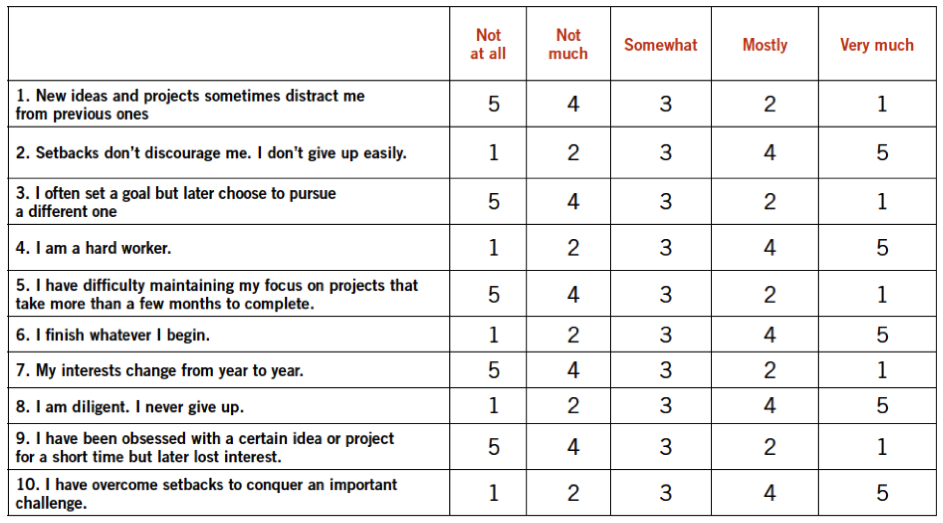 Not at all Not much Somewhat Mostly Very much
1. New ideas and projects sometimes distract me
from previous ones 5 4 3 2 1
2. Setbacks don't discourage me. I don't give up easily. 1 2 3 4 5
3. I often set a goal but later choose to pursue
a different one 5 4 3 2 1
4. I am a hard worker. 1 2 3 4 5
5. I have difficulty maintaining my focus on projects that
take more than a few months to complete. 5 4 3 2 1
6. I finish whatever I begin. 1 2 3 4 5
7. My interests change from year to year. 5 4 3 2 1
8. I am diligent. I never give up. 1 2 3 4 5
9. I have been obsessed with a certain idea or project
for a short time but later lost interest. 5 4 3 2 1
10. I have overcome setbacks to conquer an important
challenge. 1 2 3 4 5